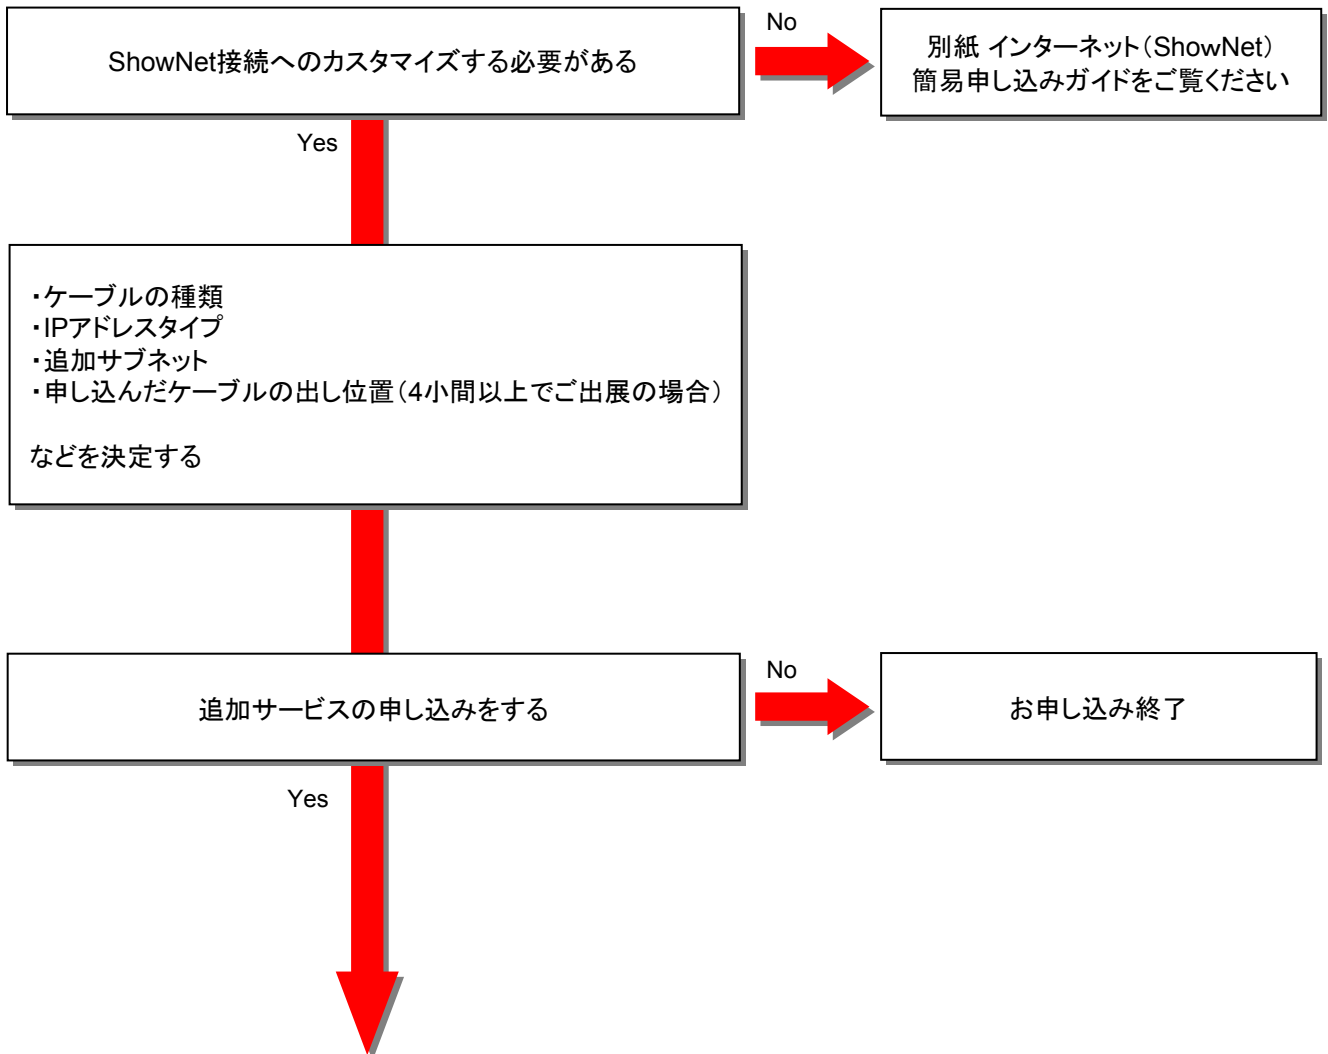 ShowNet接続へのカスタマイズする必要がある
No
別紙 インターネット（ShowNet）
簡易申し込みガイドをご覧ください
Yes
・ケーブルの種類
・IPアドレスタイプ
・追加サブネット
・申し込んだケーブルの出し位置（4小間以上でご出展の場合）
などを決定する
追加サービスの申し込みをする
No
お申し込み終了
Yes